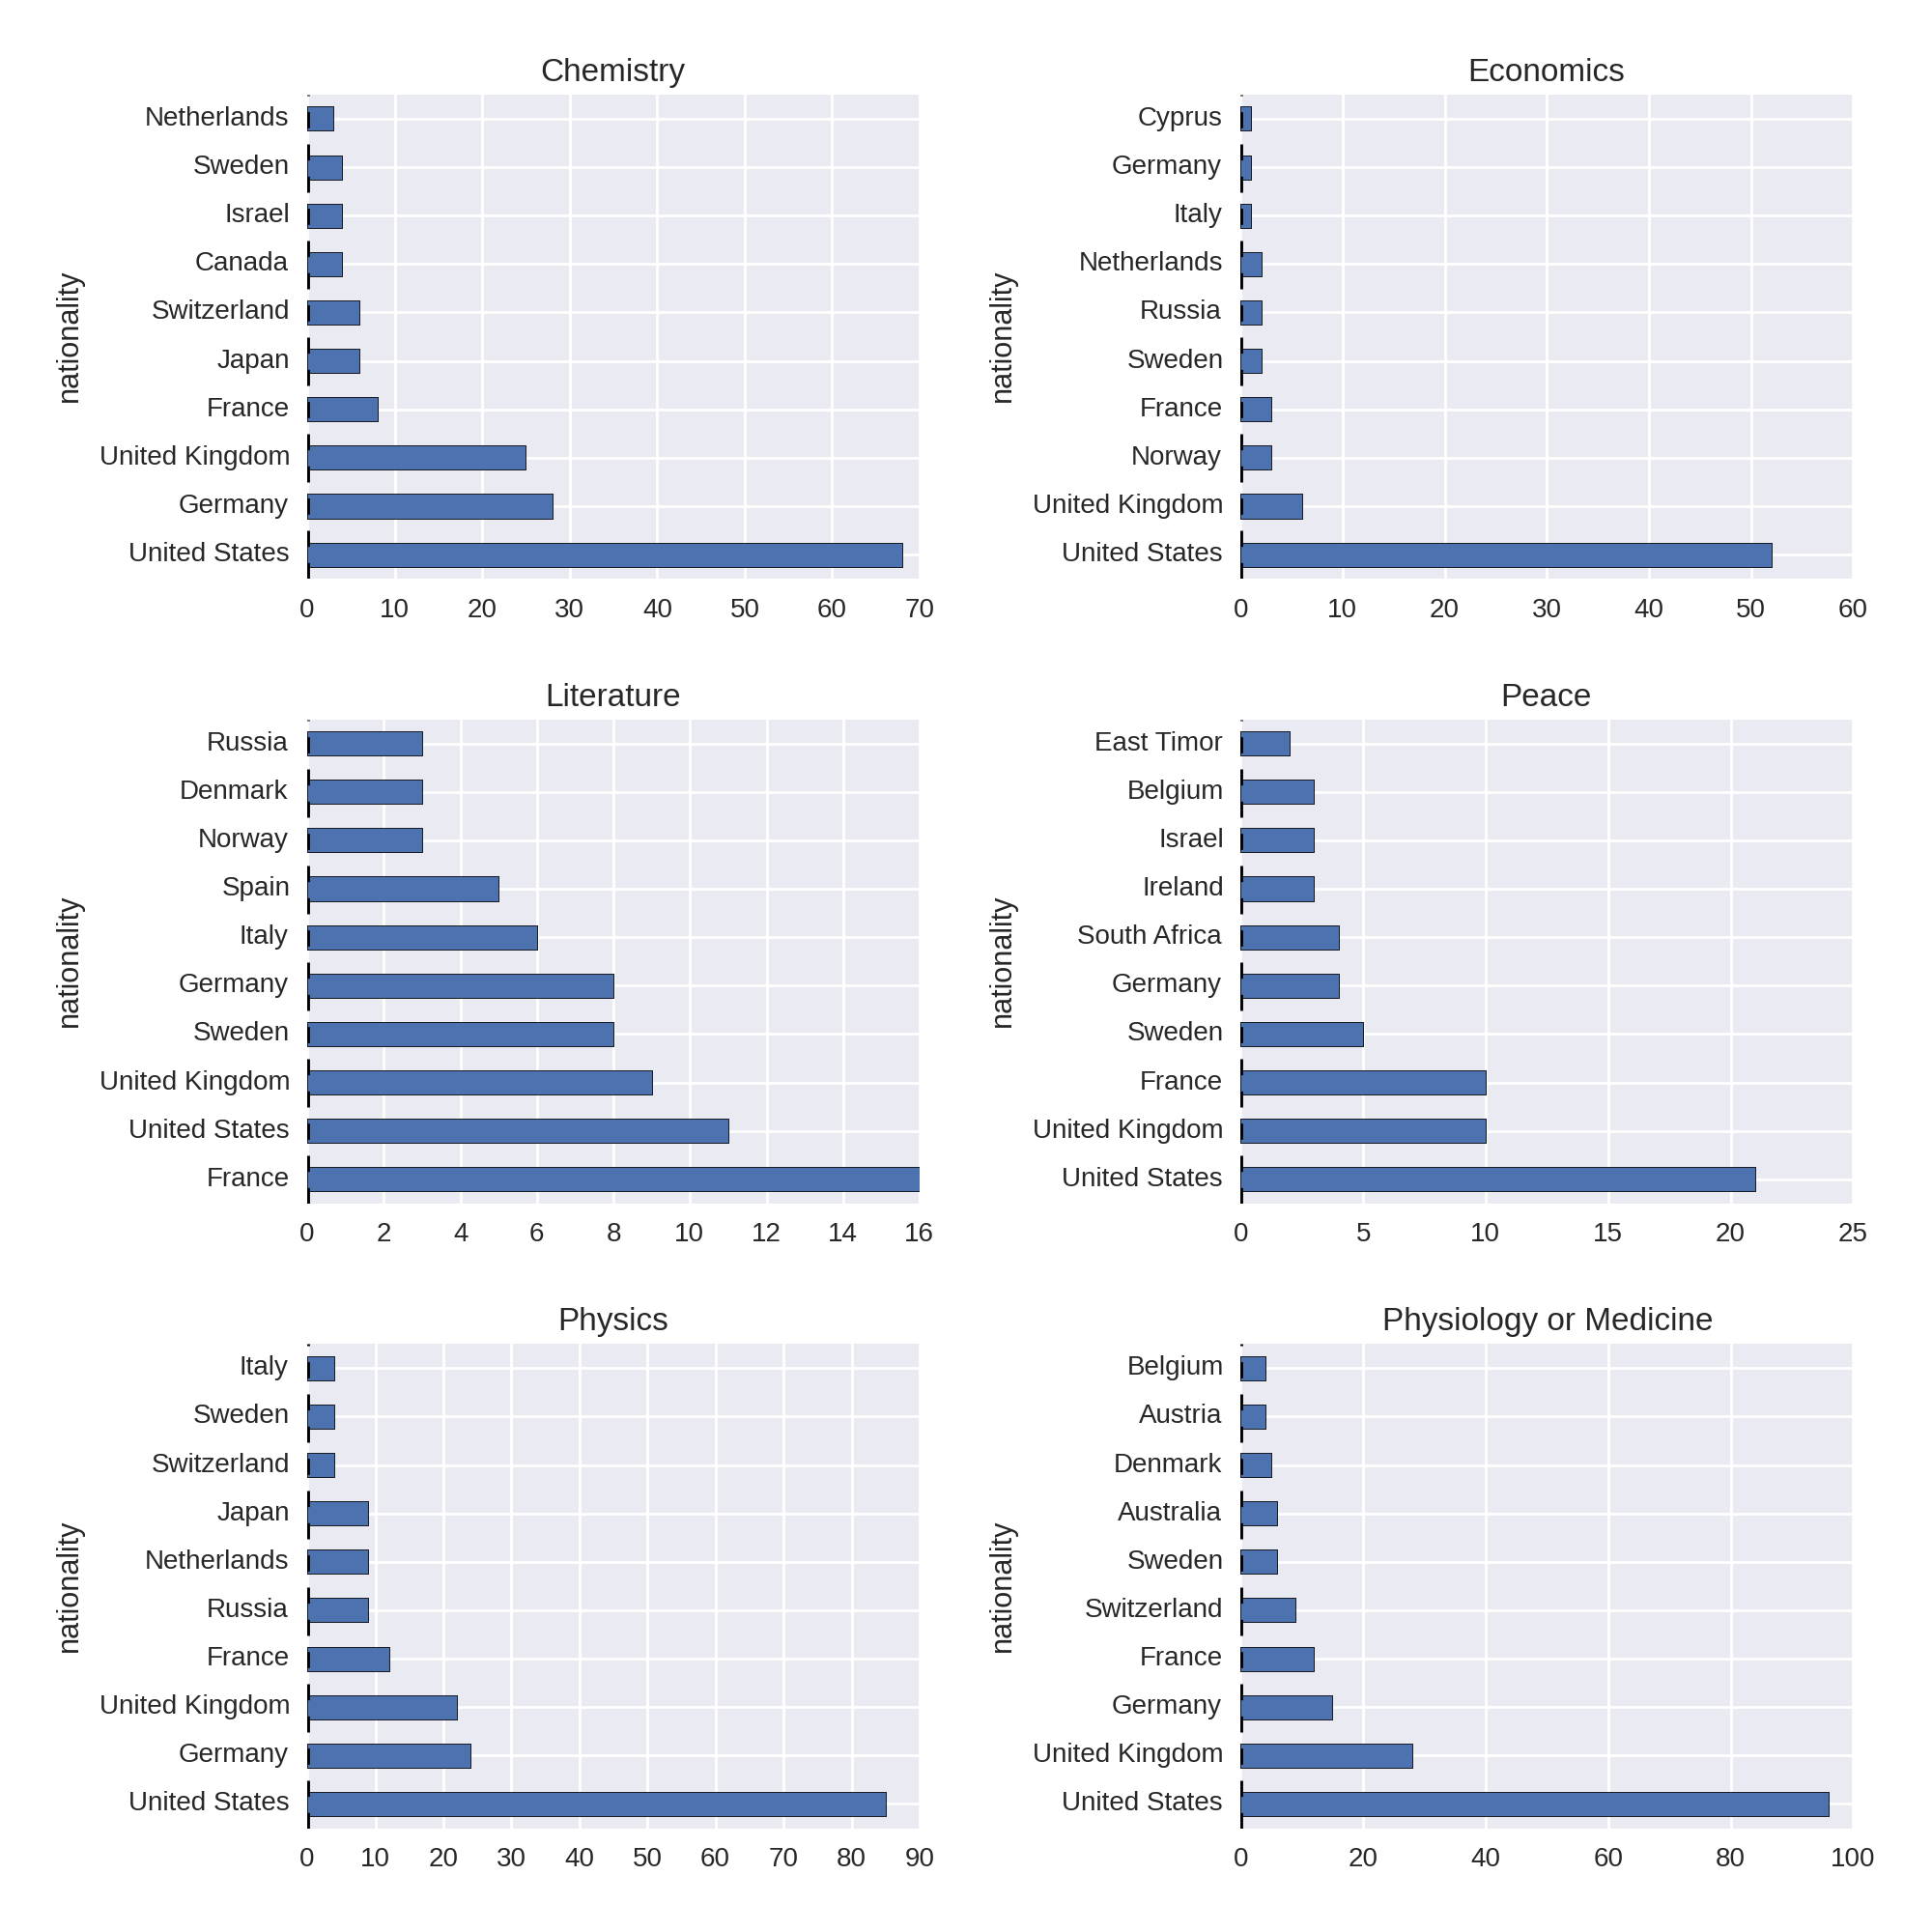 Chemistry
nationality
Netherlands
Sweden
Israel
Canada
Switzerland
Japan
France
United Kingdom
Germany
United States
0 10 20 30 40 50 60 70
Economics
nationality
Cyprus
Germany
Italy
Netherlands
Russia
Sweden
France
Norway
United Kingdom
United States
0 10 20 30 40 50 60
Literature
nationality
Russia
Denmark
Norway
Spain
Italy
Germany
Sweden
United Kingdom
United States
France
0 2 4 6 8 10 12 14 16
Peace
nationality
East Timor
Belgium
Israel
Ireland
South Africa
Germany
Sweden
France
United Kingdom
United States
0 5 10 15 20 25
Physics
nationality
Italy
Sweden
Switzerland
Japan
Netherlands
Russia
France
United Kingdom
Germany
United States
0 10 20 30 40 50 60 70 80 90
Physiology or Medicine
nationality
Belgium
Austria
Denmark
Australia
Sweden
Switzerland
France
Germany
United Kingdom
United States
0 20 40 60 80 100